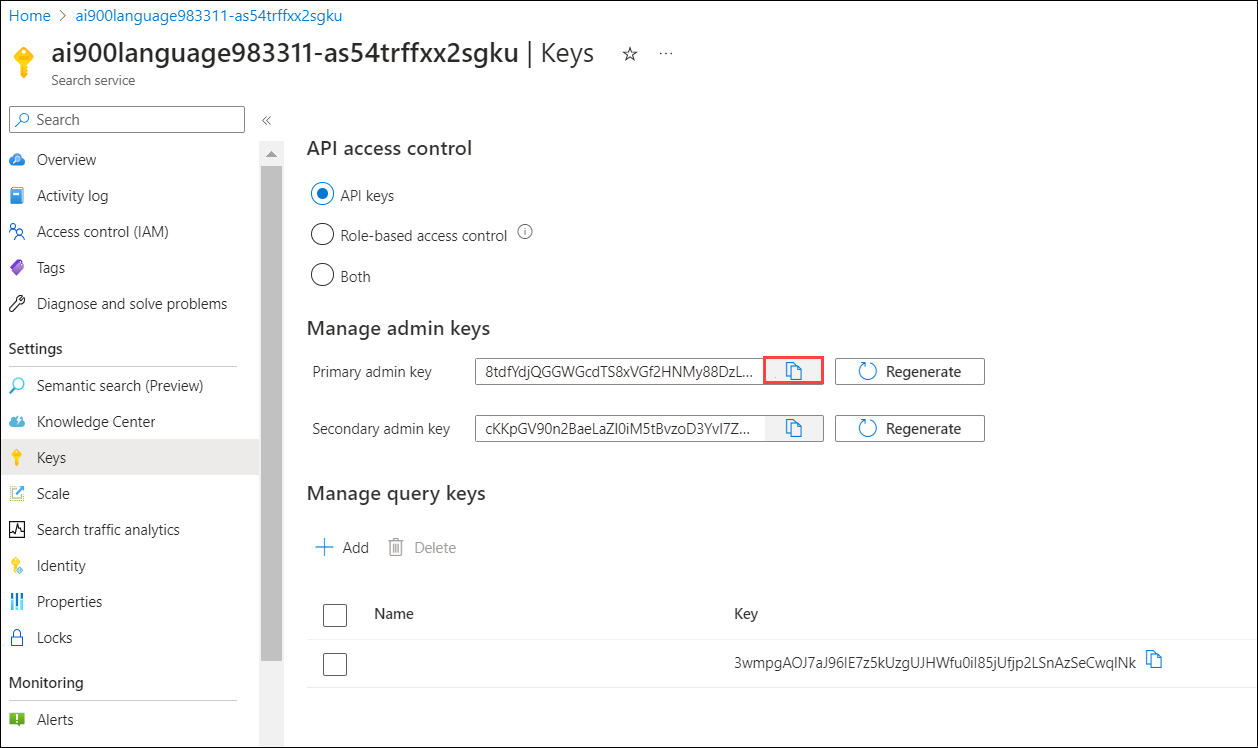 Home > ai900language983311-as54trffxx2sgku
ai900language983311-as54trffxx2sgku | Keys
Search service
Search
Overview
Activity log
Access control (IAM)
Tags
Diagnose and solve problems
Settings
Semantic search (Preview)
Knowledge Center
Keys
Scale
Search traffic analytics
Identity
Properties
Locks
Monitoring
Alerts
API access control
API keys
Role-based access control
Both
Manage admin keys
Primary admin key 8tdfYdjQGGWGcdTS8xVGf2HNMy88DzL... Regenerate
Secondary admin key cKKpGV90n2BaeLaZI0iM5tBvzoD3YvI7Z... Regenerate
Manage query keys
Add Delete
Name Key
3wmpgAOJ7aJ96IE7z5kUzgUJHWfu0iI85jUfjp2LSnAzSeCwqINk